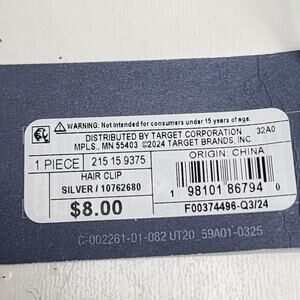 ⚠ WARNING: Not intended for consumers under 15 years of age.
DISTRIBUTED BY TARGET CORPORATION 32A0
MPLS., MN 55403 ©2024 TARGET BRANDS, INC.
1 PIECE 215 15 9375
HAIR CLIP
SILVER / 10762680
$8.00
ORIGIN: CHINA
1 98101 86794 0
F00374496-Q3/24
C-002261-01-082 UT20_59A01-0325